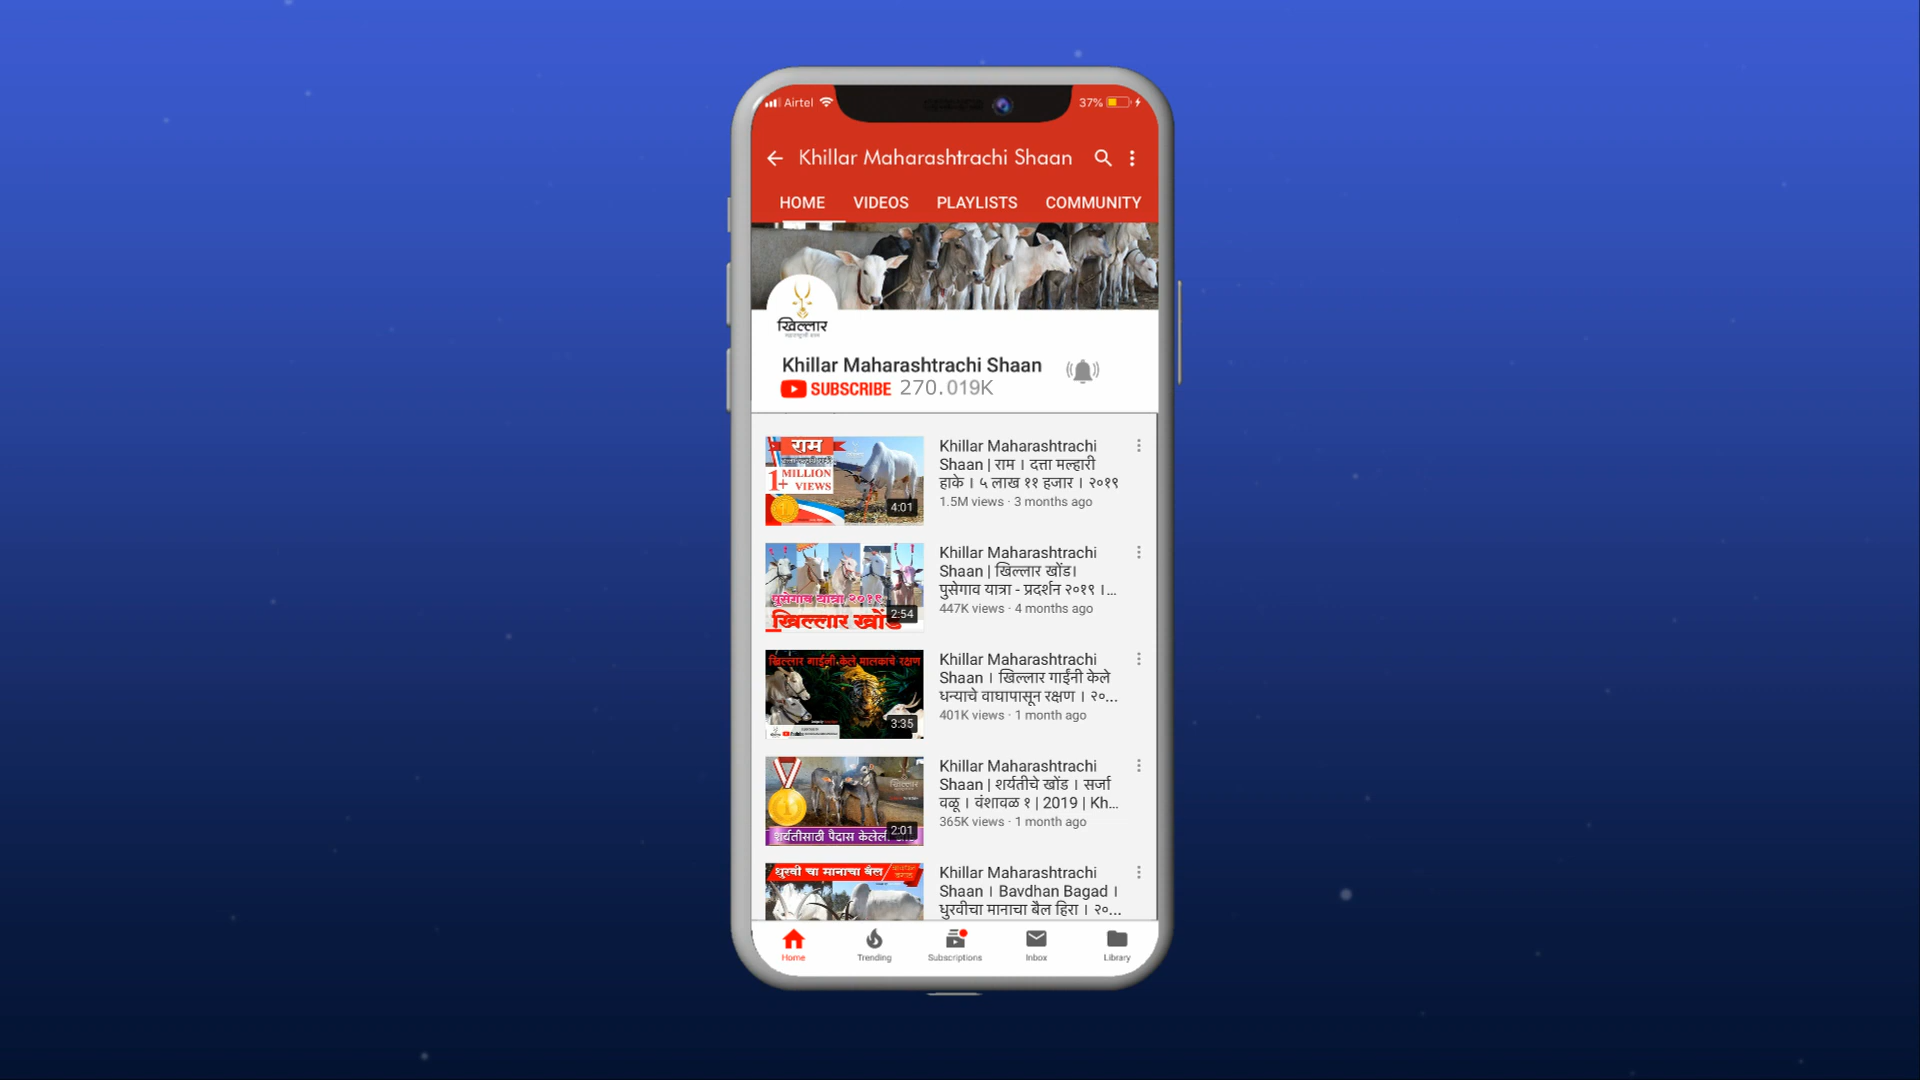 Airtel
37%
Khillar Maharashtrachi Shaan
HOME VIDEOS PLAYLISTS COMMUNITY
खिल्लार
Khillar Maharashtrachi Shaan
SUBSCRIBE 270.019K
राम
1+ MILLION VIEWS
4:01
Khillar Maharashtrachi
Shaan | राम । दत्ता मल्हारी
हाके । ५ लाख ११ हजार । २०१९
1.5M views · 3 months ago
पुसेगाव यात्रा २०१९
खिल्लार खोंड
2:54
Khillar Maharashtrachi
Shaan | खिल्लार खोंड।
पुसेगाव यात्रा - प्रदर्शन २०१९ ।...
447K views · 4 months ago
खिल्लार गाईंनी केले मालकाचे रक्षण
3:35
Khillar Maharashtrachi
Shaan । खिल्लार गाईंनी केले
धन्याचे वाघापासून रक्षण । २०...
401K views · 1 month ago
शर्यतीसाठी पैदास केलेले
2:01
Khillar Maharashtrachi
Shaan | शर्यतीचे खोंड । सर्जा
वळू । वंशावळ १ | 2019 | Kh...
365K views · 1 month ago
धुरवी चा मानाचा बैल
Khillar Maharashtrachi
Shaan । Bavdhan Bagad ।
धुरवीचा मानाचा बैल हिरा । २०...
Home Trending Subscriptions Inbox Library